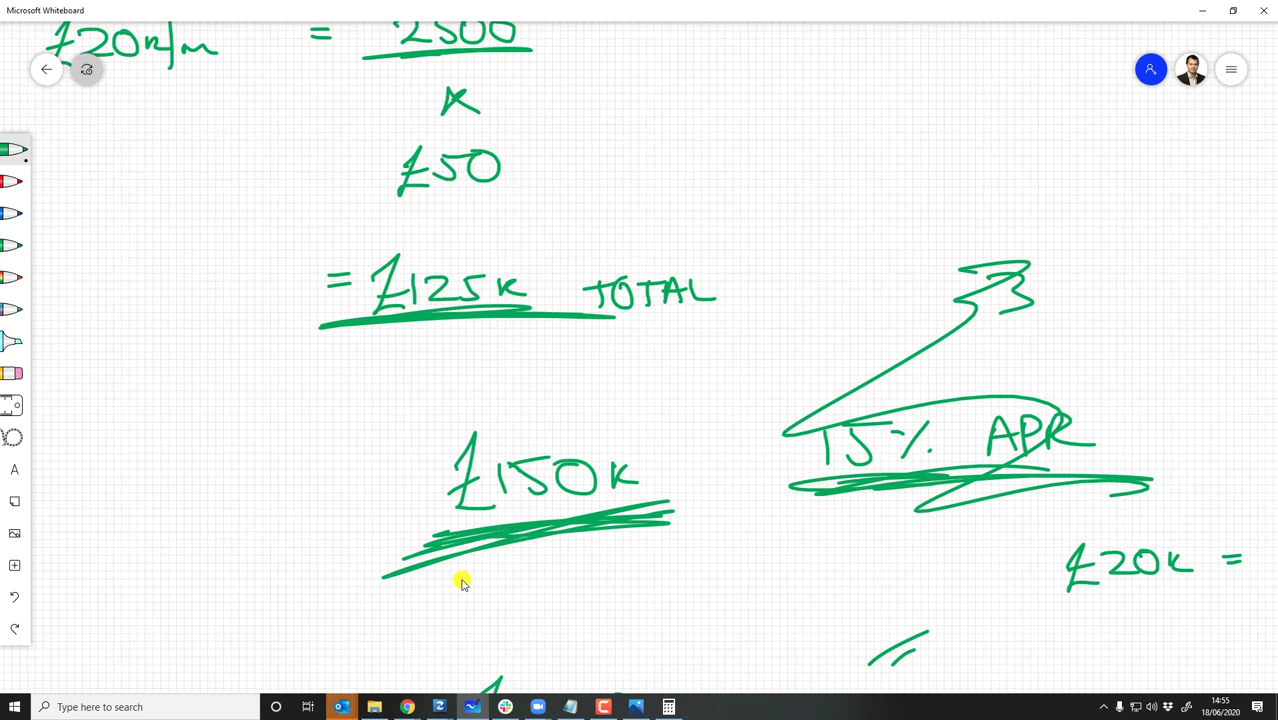 Microsoft Whiteboard
£20k/m = 2500
x
£50
= £125K TOTAL
15% APR
£150K
£20K =
A
Type here to search
14:55
18/06/2020